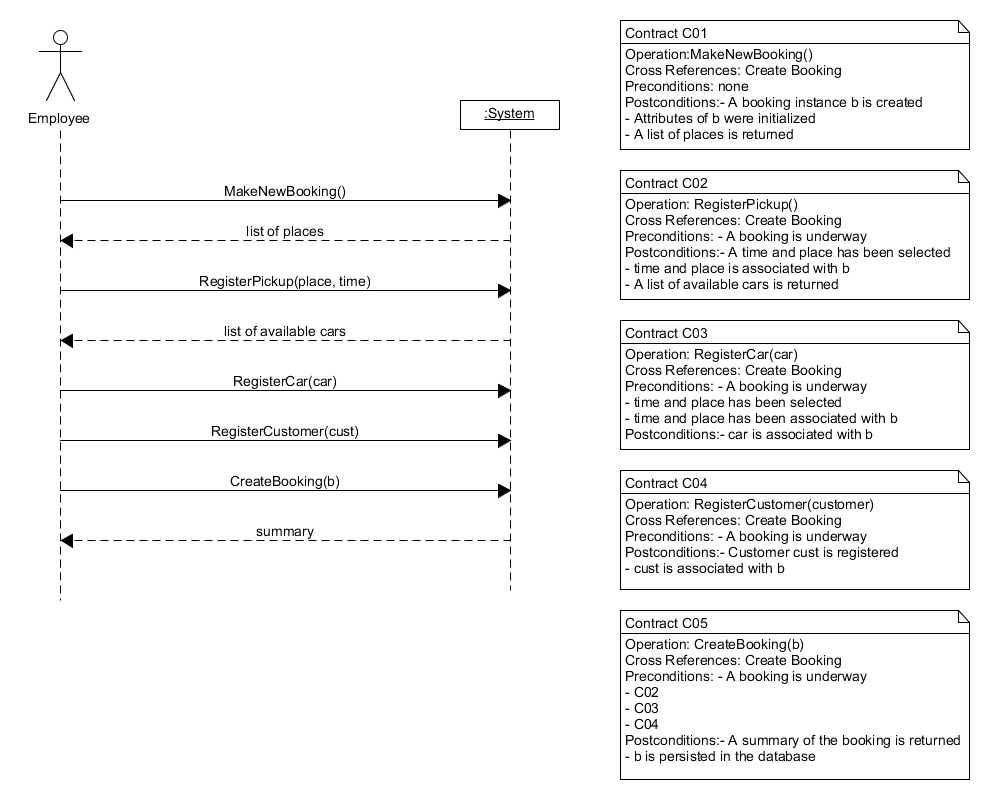 Employee
:System
MakeNewBooking()
list of places
RegisterPickup(place, time)
list of available cars
RegisterCar(car)
RegisterCustomer(cust)
CreateBooking(b)
summary
Contract C01
Operation:MakeNewBooking()
Cross References: Create Booking
Preconditions: none
Postconditions:- A booking instance b is created
- Attributes of b were initialized
- A list of places is returned
Contract C02
Operation: RegisterPickup()
Cross References: Create Booking
Preconditions: - A booking is underway
Postconditions:- A time and place has been selected
- time and place is associated with b
- A list of available cars is returned
Contract C03
Operation: RegisterCar(car)
Cross References: Create Booking
Preconditions: - A booking is underway
- time and place has been selected
- time and place has been associated with b
Postconditions:- car is associated with b
Contract C04
Operation: RegisterCustomer(customer)
Cross References: Create Booking
Preconditions: - A booking is underway
Postconditions:- Customer cust is registered
- cust is associated with b
Contract C05
Operation: CreateBooking(b)
Cross References: Create Booking
Preconditions: - A booking is underway
- C02
- C03
- C04
Postconditions:- A summary of the booking is returned
- b is persisted in the database